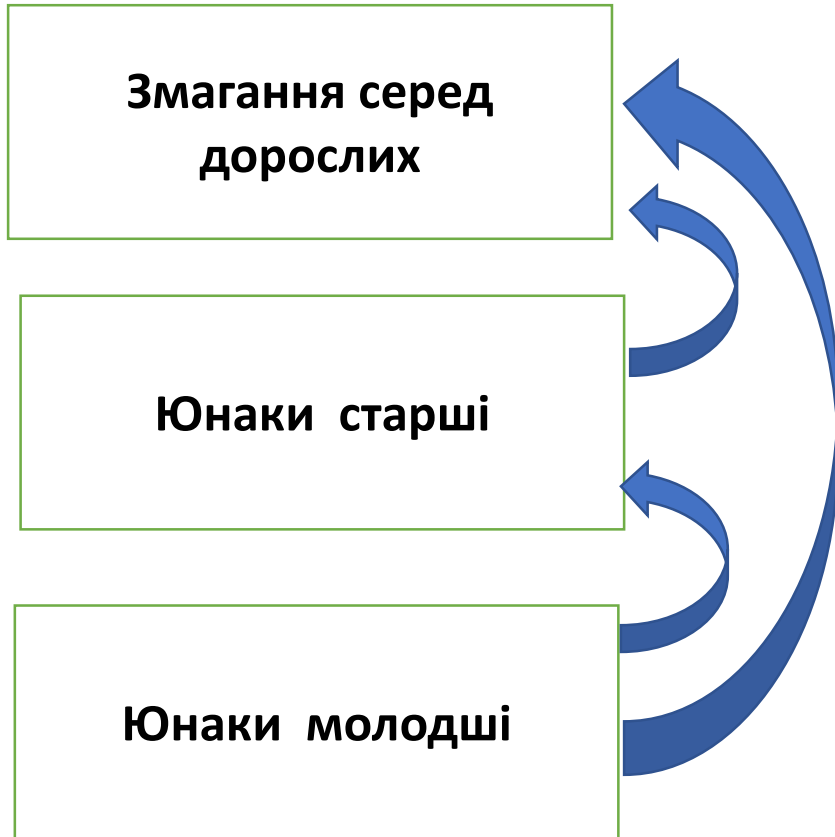 Змагання серед
дорослих
Юнаки старші
Юнаки молодші